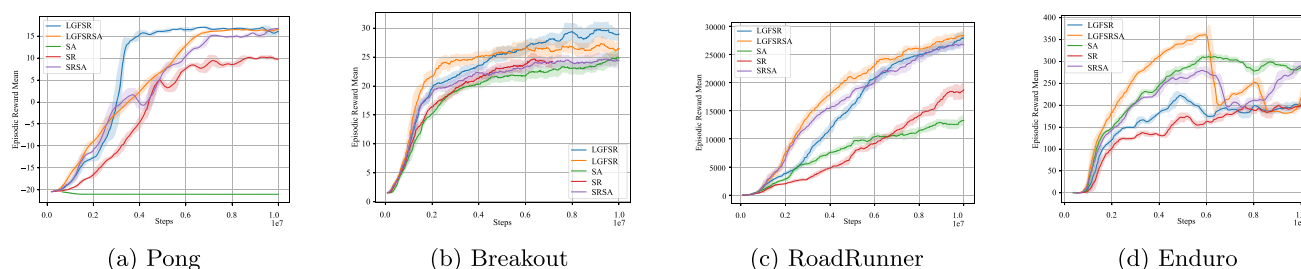 LGFSR
LGFSRSA
SA
SR
SRSA
15
10
5
0
−5
−10
−15
−20
Episodic Reward Mean
0.0 0.2 0.4 0.6 0.8 1.0
Steps
1e7
(a) Pong
30
25
20
15
10
5
0
Episodic Reward Mean
LGFSR
LGFSR
SA
SR
SRSA
0.0 0.2 0.4 0.6 0.8 1.0
Steps
1e7
(b) Breakout
LGFSR
LGFSRSA
SA
SR
SRSA
30000
25000
20000
15000
10000
5000
0
Episodic Reward Mean
0.0 0.2 0.4 0.6 0.8 1.0
Steps
1e7
(c) RoadRunner
LGFSR
LGFSRSA
SA
SR
SRSA
400
350
300
250
200
150
100
50
0
Episodic Reward Mean
0.0 0.2 0.4 0.6 0.8 1.0
Steps
1e7
(d) Enduro